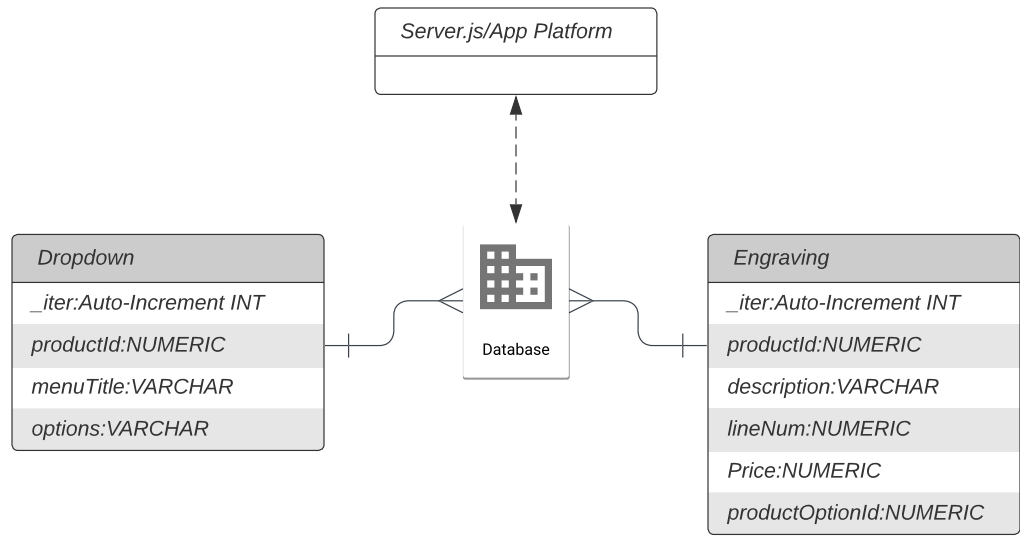 Server.js/App Platform
Dropdown
_iter:Auto-Increment INT
productId:NUMERIC
menuTitle:VARCHAR
options:VARCHAR
Database
Engraving
_iter:Auto-Increment INT
productId:NUMERIC
description:VARCHAR
lineNum:NUMERIC
Price:NUMERIC
productOptionId:NUMERIC